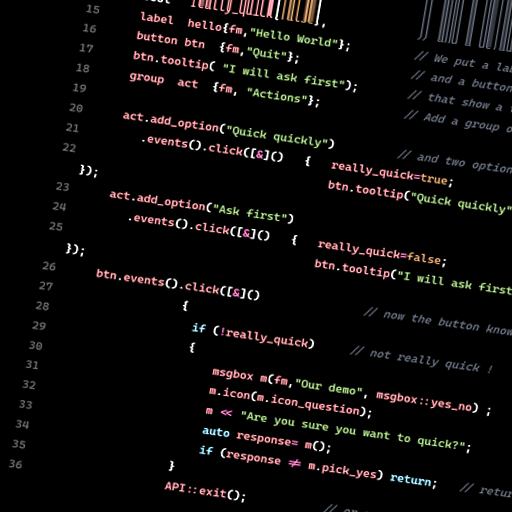 15 really_quick
16 label hello{fm,"Hello World"};
17 button btn {fm,"Quit"}; // We put a
18 btn.tooltip( "I will ask first"); // and a button
19 group act {fm, "Actions"}; // that show a
20 // Add a group
21 act.add_option("Quick quickly") // and two
22 .events().click([&]() { really_quick=true;
btn.tooltip("Quick quickly"
});
23 act.add_option("Ask first")
24 .events().click([&]() { really_quick=false;
25 btn.tooltip("I will ask first
});
26 btn.events().click([&]()
27 { // now the button know
28 if (!really_quick)
29 { // not really quick !
30
31 msgbox m(fm,"Our demo", msgbox::yes_no) ;
32 m.icon(m.icon_question);
33 m << "Are you sure you want to quick?";
34 auto response= m();
35 if (response != m.pick_yes) return;
36 }
API::exit();